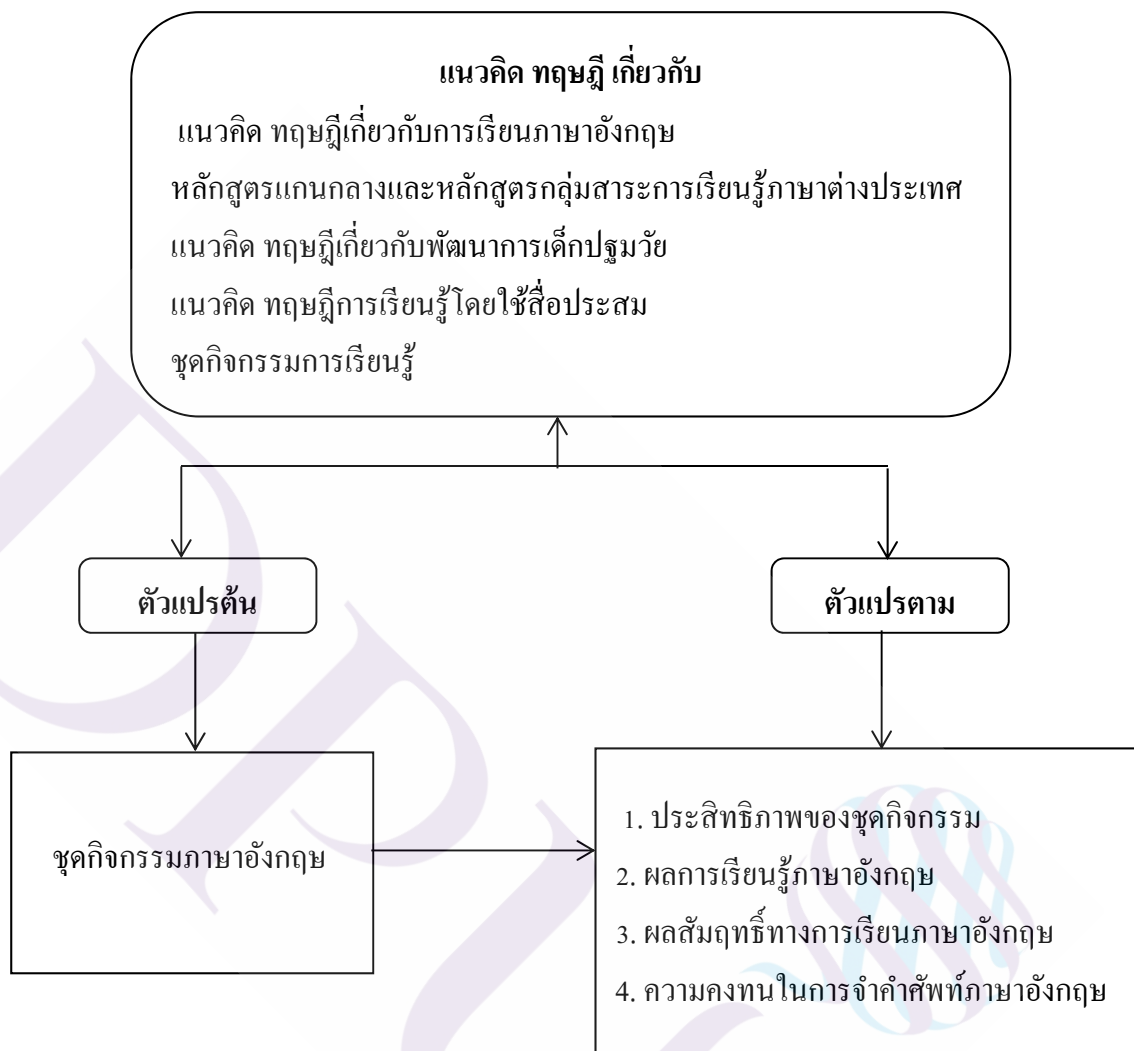 แนวคิด ทฤษฎี เกี่ยวกับ
แนวคิด ทฤษฎีเกี่ยวกับการเรียนภาษาอังกฤษ
หลักสูตรแกนกลางและหลักสูตรกลุ่มสาระการเรียนรู้ภาษาต่างประเทศ
แนวคิด ทฤษฎีเกี่ยวกับพัฒนาการเด็กปฐมวัย
แนวคิด ทฤษฎีการเรียนรู้โดยใช้สื่อประสม
ชุดกิจกรรมการเรียนรู้
ตัวแปรต้น
ตัวแปรตาม
ชุดกิจกรรมภาษาอังกฤษ
1. ประสิทธิภาพของชุดกิจกรรม
2. ผลการเรียนรู้ภาษาอังกฤษ
3. ผลสัมฤทธิ์ทางการเรียนภาษาอังกฤษ
4. ความคงทนในการจำคำศัพท์ภาษาอังกฤษ